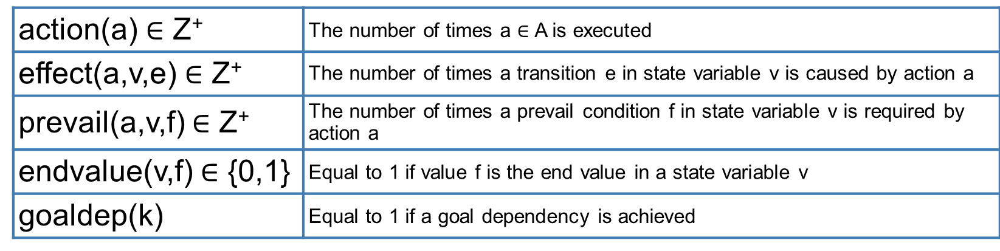 action(a) ∈ Z⁺
The number of times a ∈ A is executed
effect(a,v,e) ∈ Z⁺
The number of times a transition e in state variable v is caused by action a
prevail(a,v,f) ∈ Z⁺
The number of times a prevail condition f in state variable v is required by
action a
endvalue(v,f) ∈ {0,1}
Equal to 1 if value f is the end value in a state variable v
goaldep(k)
Equal to 1 if a goal dependency is achieved